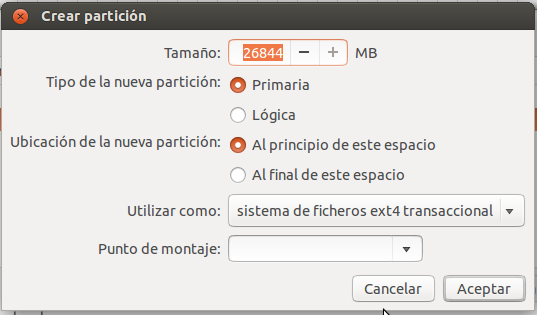 Crear partición
Tamaño: 26844 − + MB
Tipo de la nueva partición: Primaria
Lógica
Ubicación de la nueva partición: Al principio de este espacio
Al final de este espacio
Utilizar como: sistema de ficheros ext4 transaccional
Punto de montaje:
Cancelar Aceptar